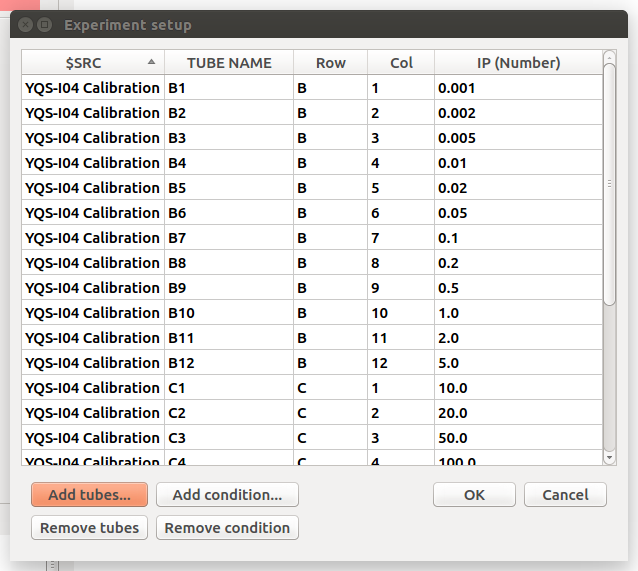 Experiment setup
$SRC TUBE NAME Row Col IP (Number)
YQS-I04 Calibration B1 B 1 0.001
YQS-I04 Calibration B2 B 2 0.002
YQS-I04 Calibration B3 B 3 0.005
YQS-I04 Calibration B4 B 4 0.01
YQS-I04 Calibration B5 B 5 0.02
YQS-I04 Calibration B6 B 6 0.05
YQS-I04 Calibration B7 B 7 0.1
YQS-I04 Calibration B8 B 8 0.2
YQS-I04 Calibration B9 B 9 0.5
YQS-I04 Calibration B10 B 10 1.0
YQS-I04 Calibration B11 B 11 2.0
YQS-I04 Calibration B12 B 12 5.0
YQS-I04 Calibration C1 C 1 10.0
YQS-I04 Calibration C2 C 2 20.0
YQS-I04 Calibration C3 C 3 50.0
YQS-I04 Calibration C4 C 4 100.0
Add tubes... Add condition... OK Cancel
Remove tubes Remove condition